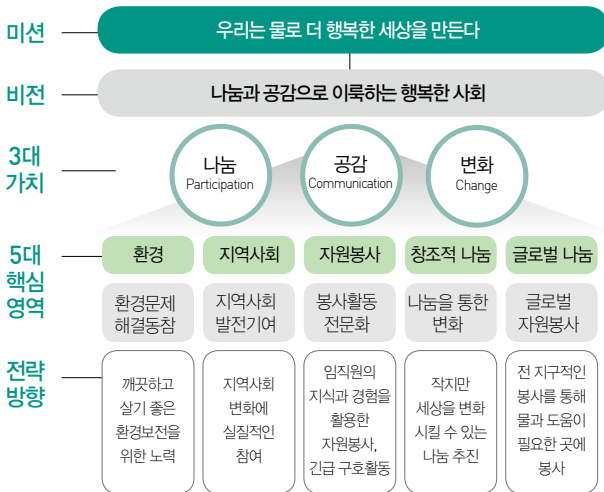 미션
우리는 물로 더 행복한 세상을 만든다
비전
나눔과 공감으로 이룩하는 행복한 사회
3대
가치
나눔
Participation
공감
Communication
변화
Change
5대
핵심
영역
환경
지역사회
자원봉사
창조적 나눔
글로벌 나눔
환경문제
해결동참
지역사회
발전기여
봉사활동
전문화
나눔을 통한
변화
글로벌
자원봉사
전략
방향
깨끗하고
살기 좋은
환경보전을
위한 노력
지역사회
변화에
실질적인
참여
임직원의
지식과 경험을
활용한
자원봉사,
긴급 구호활동
작지만
세상을 변화
시킬 수 있는
나눔 추진
전 지구적인
봉사를 통해
물과 도움이
필요한 곳에
봉사